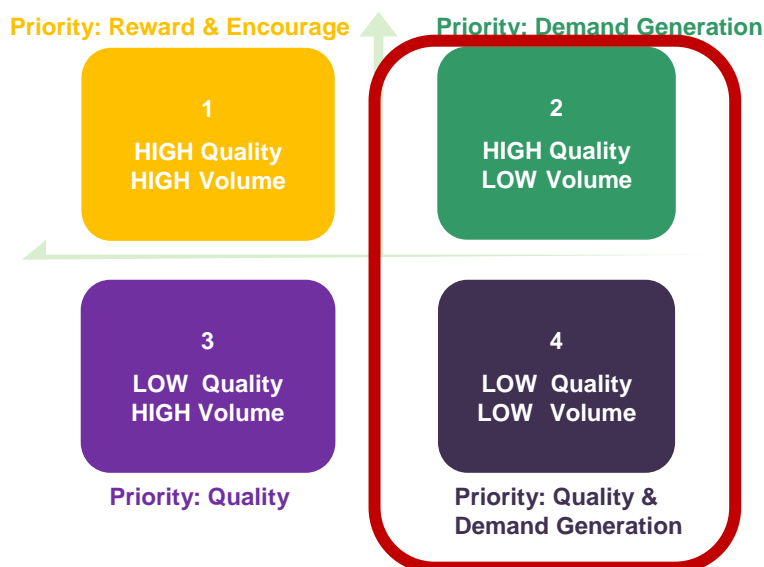 Priority: Reward & Encourage
Priority: Demand Generation
1
HIGH Quality
HIGH Volume
2
HIGH Quality
LOW Volume
3
LOW Quality
HIGH Volume
4
LOW Quality
LOW Volume
Priority: Quality
Priority: Quality &
Demand Generation